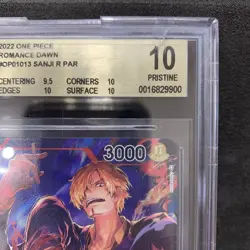 2022 ONE PIECE
ROMANCE DAWN
#OP01013 SANJI R PAR
CENTERING 9.5 CORNERS 10
EDGES 10 SURFACE 10
10
PRISTINE
0016829900
3000